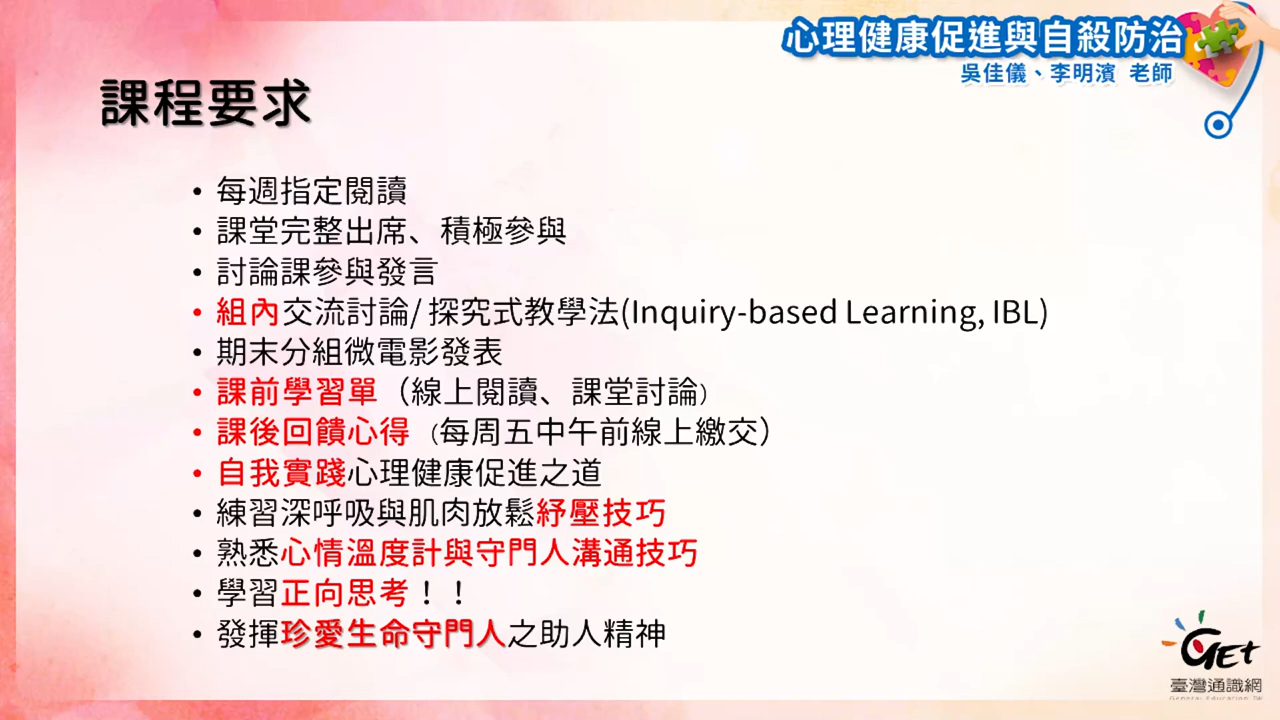 心理健康促進與自殺防治
吳佳儀、李明濱 老師
課程要求
• 每週指定閱讀
• 課堂完整出席、積極參與
• 討論課參與發言
• 組內交流討論/ 探究式教學法(Inquiry-based Learning, IBL)
• 期末分組微電影發表
• 課前學習單（線上閱讀、課堂討論）
• 課後回饋心得（每周五中午前線上繳交）
• 自我實踐心理健康促進之道
• 練習深呼吸與肌肉放鬆紓壓技巧
• 熟悉心情溫度計與守門人溝通技巧
• 學習正向思考！！
• 發揮珍愛生命守門人之助人精神
GEt
臺灣通識網
General Education TW